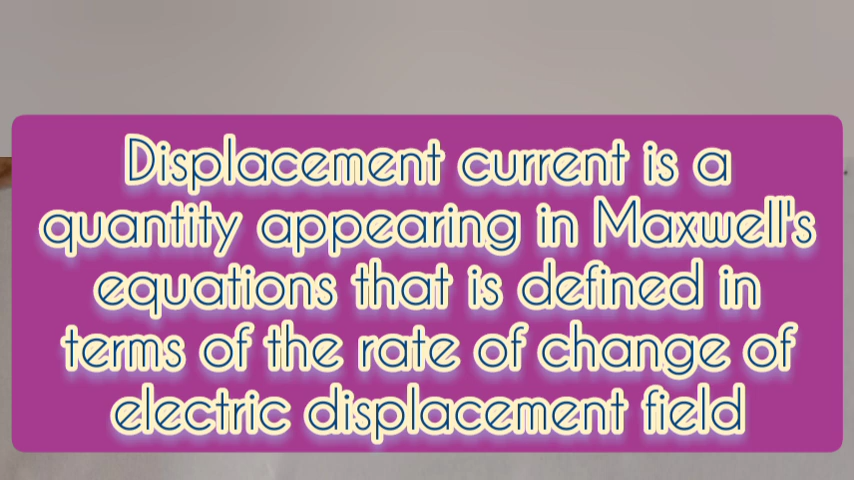 Displacement current is a
quantity appearing in Maxwell's
equations that is defined in
terms of the rate of change of
electric displacement field